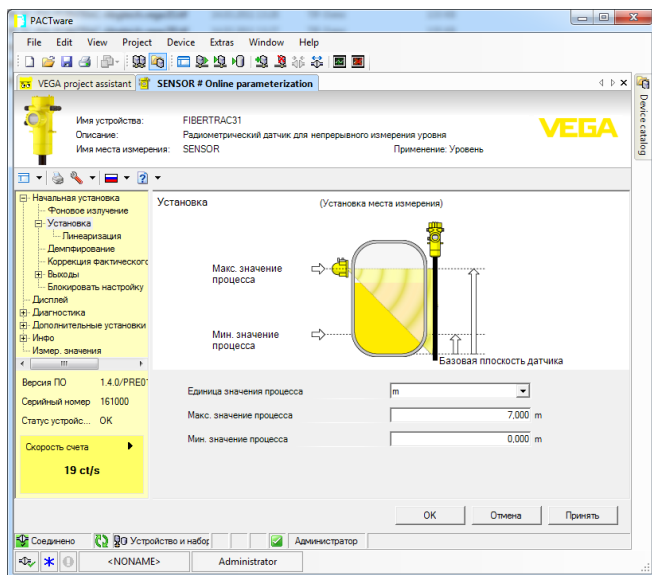 PACTware
File Edit View Project Device Extras Window Help
VEGA project assistant SENSOR # Online parameterization
Device catalog
Имя устройства: FIBERTRAC31
Описание: Радиометрический датчик для непрерывного измерения уровня
Имя места измерения: SENSOR Применение: Уровень
VEGA
Начальная установка
Фоновое излучение
Установка
Линеаризация
Демпфирование
Коррекция фактическогс
Выходы
Блокировать настройку
Дисплей
Диагностика
Дополнительные установки
Инфо
Измер. значения
Версия ПО 1.4.0/PRE0
Серийный номер 161000
Статус устройс... OK
Скорость счета
19 ct/s
Установка (Установка места измерения)
Макс. значение
процесса
Мин. значение
процесса
Базовая плоскость датчика
Единица значения процесса m
Макс. значение процесса 7,000 m
Мин. значение процесса 0,000 m
OK Отмена Принять
Соединено Устройство и набор Администратор
<NONAME> Administrator